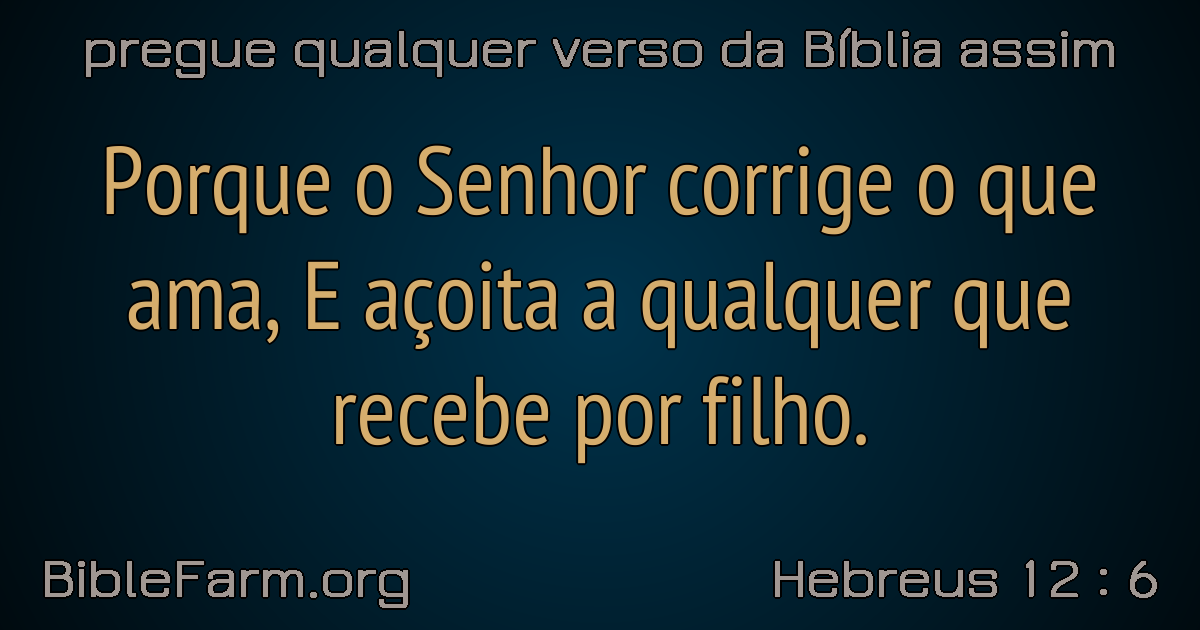 pregue qualquer verso da Bíblia assim
Porque o Senhor corrige o que
ama, E açoita a qualquer que
recebe por filho.
BibleFarm.org
Hebreus 12 : 6